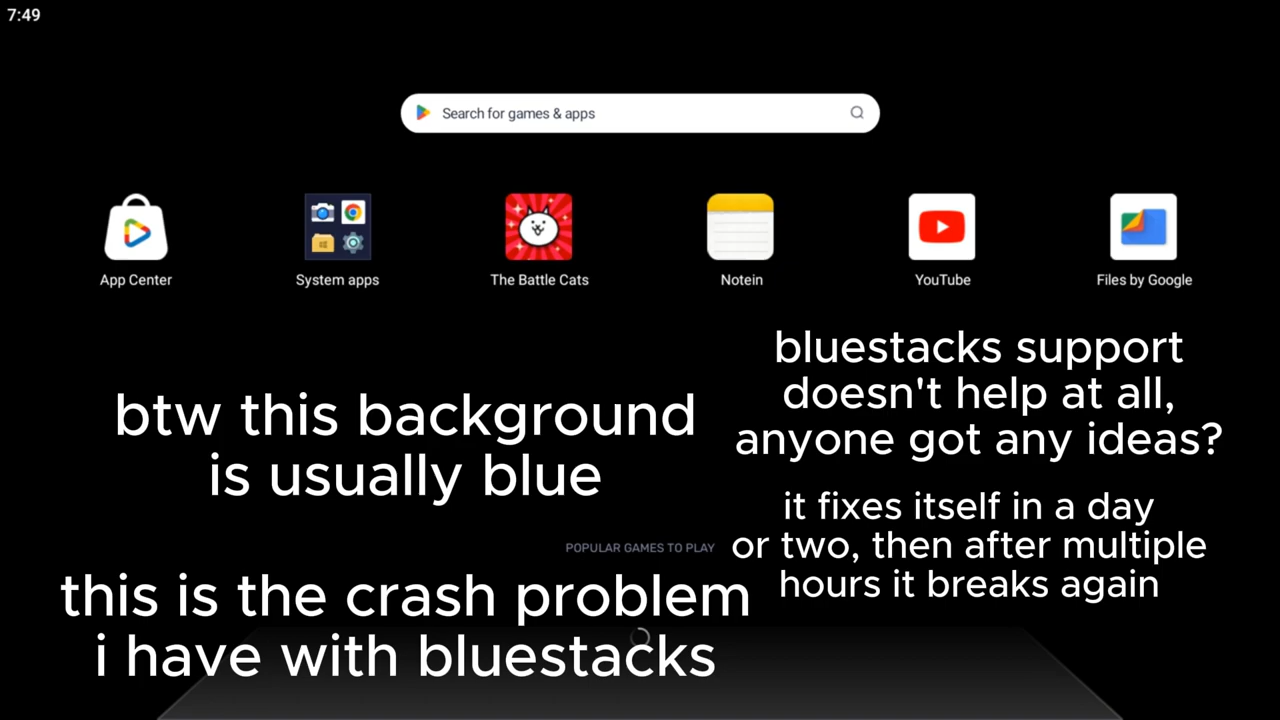 7:49
Search for games & apps
App Center
System apps
The Battle Cats
Notein
YouTube
Files by Google
bluestacks support
doesn't help at all,
anyone got any ideas?
btw this background
is usually blue
it fixes itself in a day
or two, then after multiple
hours it breaks again
POPULAR GAMES TO PLAY
this is the crash problem
i have with bluestacks